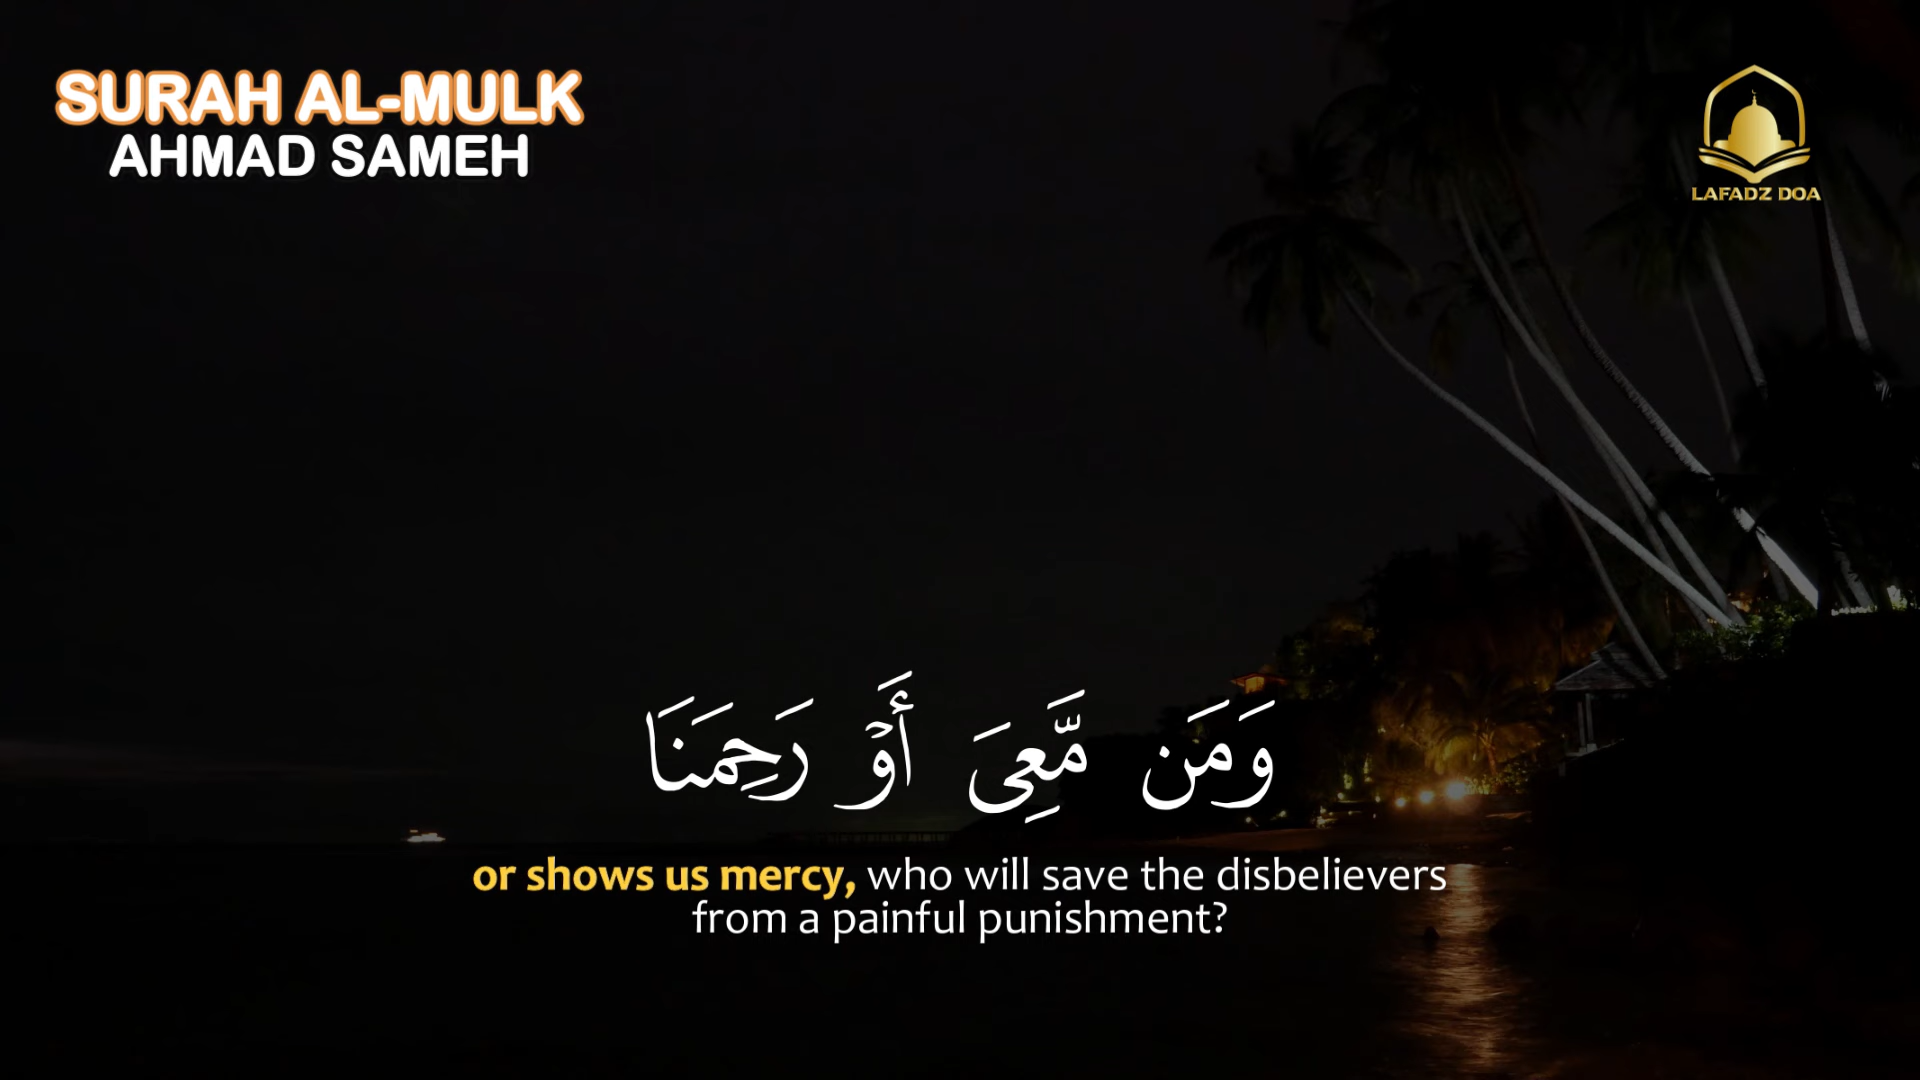 SURAH AL-MULK
AHMAD SAMEH
LAFADZ DOA
وَمَن مَّعِىَ أَوْ رَحِمَنَا
or shows us mercy, who will save the disbelievers
from a painful punishment?